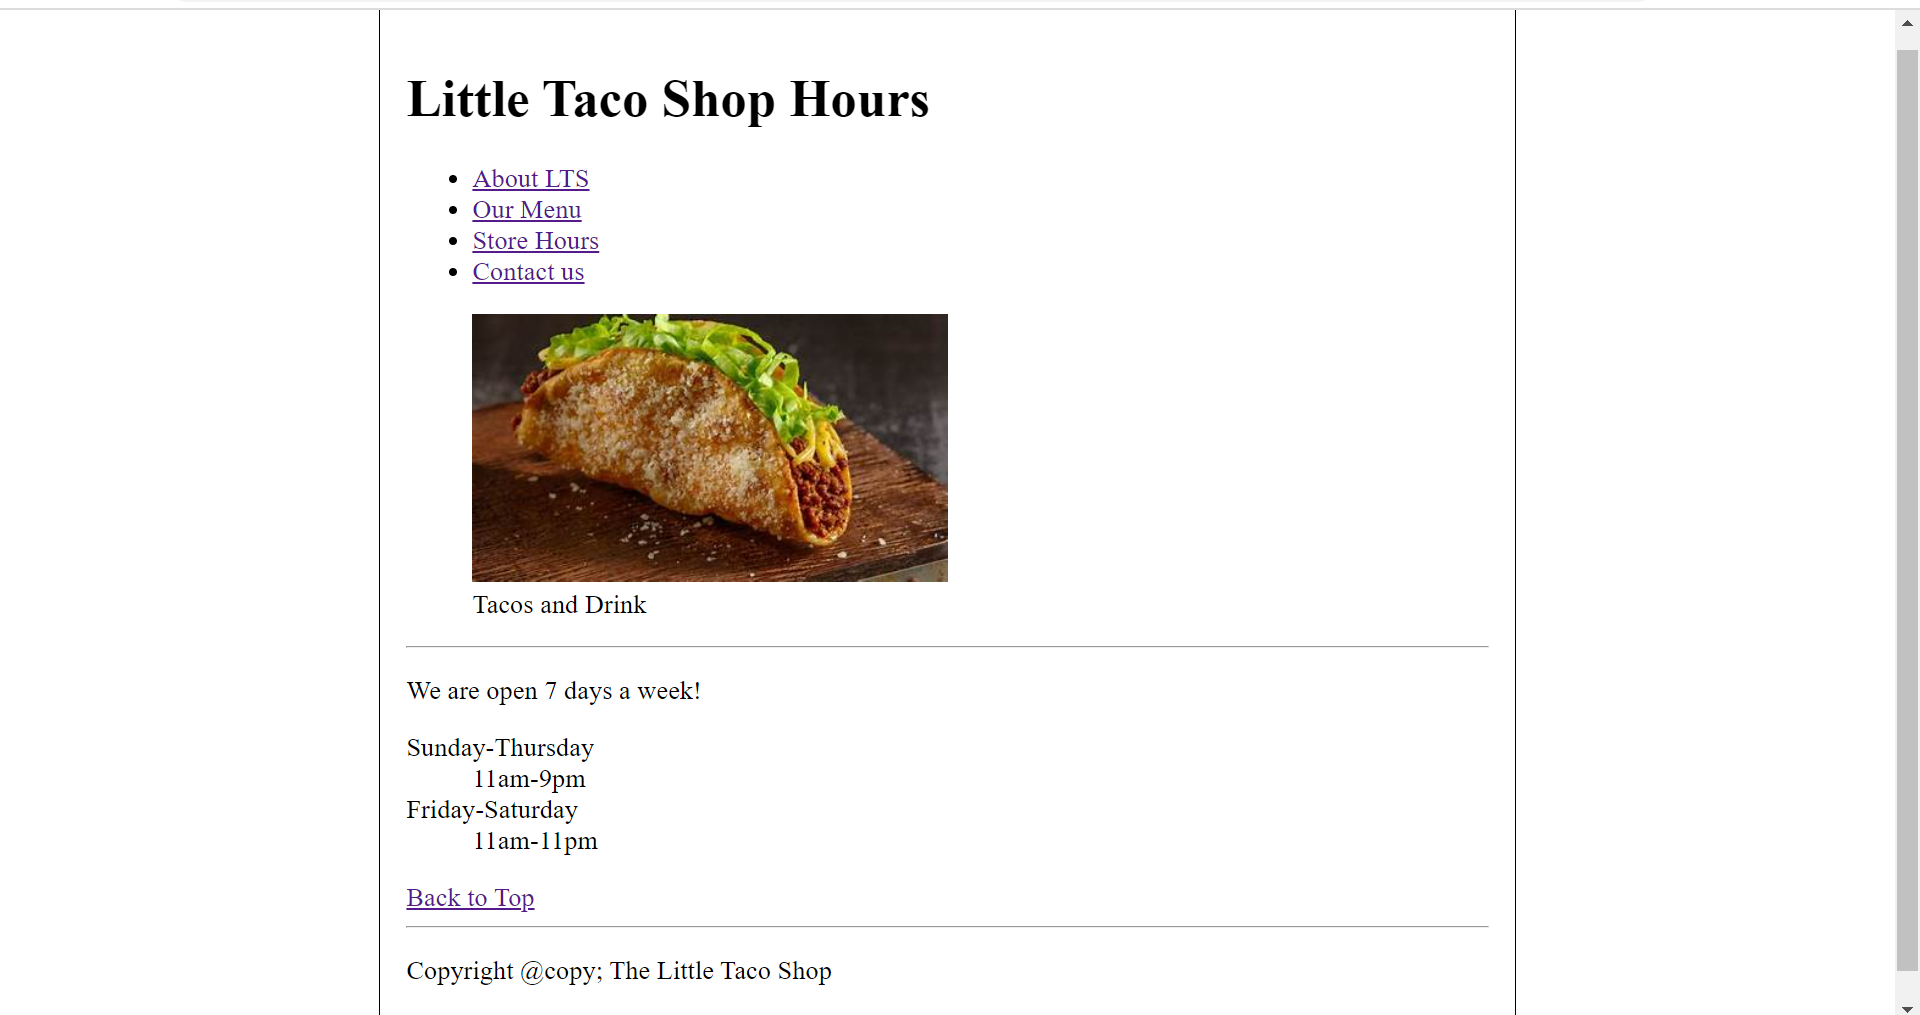 Little Taco Shop Hours
About LTS
Our Menu
Store Hours
Contact us
Tacos and Drink
We are open 7 days a week!
Sunday-Thursday
11am-9pm
Friday-Saturday
11am-11pm
Back to Top
Copyright @copy; The Little Taco Shop